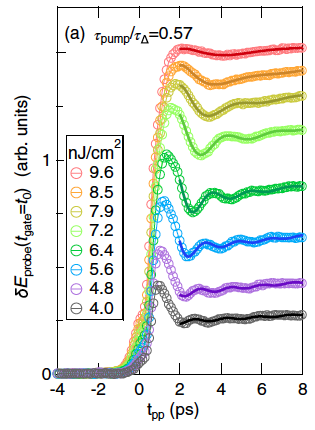 (a) τpump/τΔ=0.57
δEprobe(tgate=t0) (arb. units)
1
0
nJ/cm2
9.6
8.5
7.9
7.2
6.4
5.6
4.8
4.0
-4 -2 0 2 4 6 8
tpp (ps)